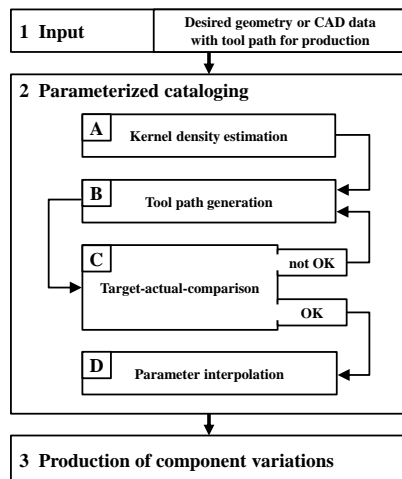 1 Input
Desired geometry or CAD data
with tool path for production
2 Parameterized cataloging
A
Kernel density estimation
B
Tool path generation
C
not OK
Target-actual-comparison
OK
D
Parameter interpolation
3 Production of component variations